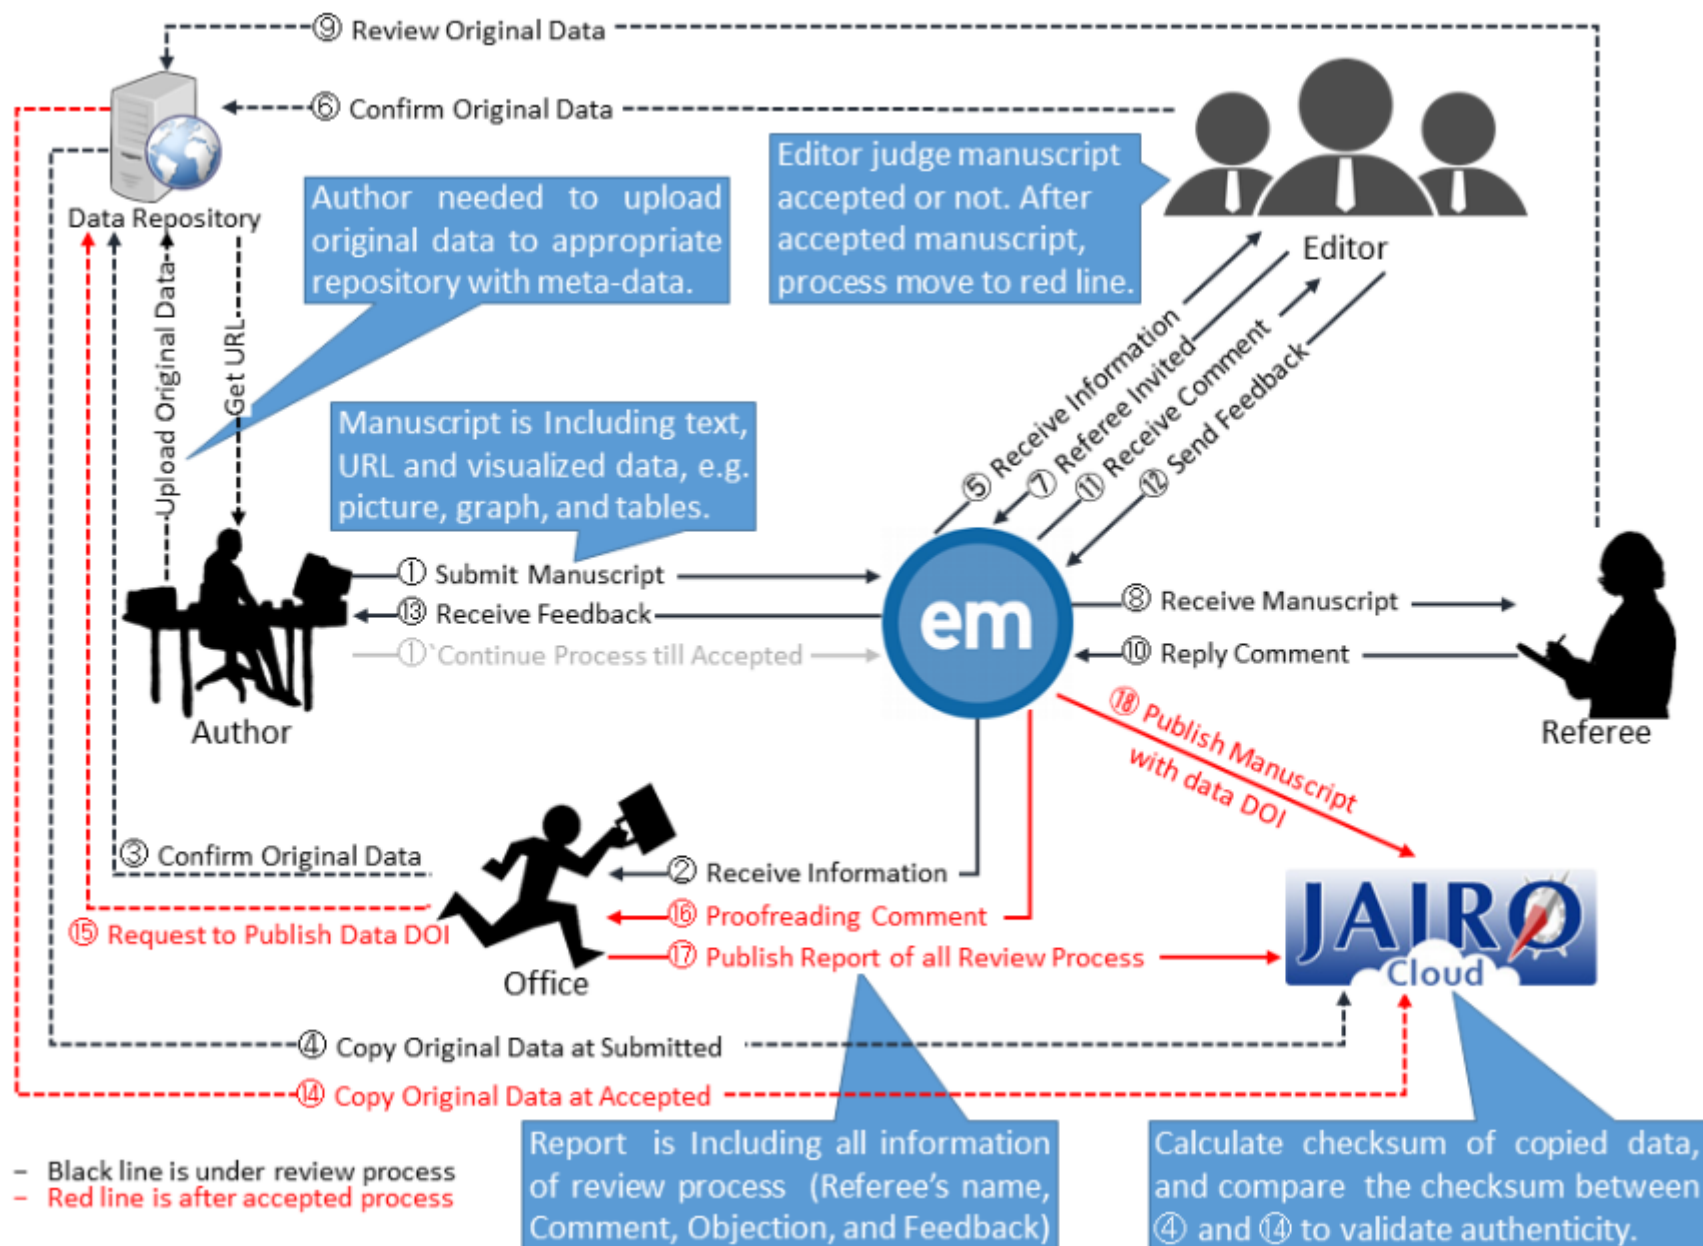 ⑨ Review Original Data
⑥ Confirm Original Data
Data Repository
Author needed to upload
original data to appropriate
repository with meta-data.
Editor judge manuscript
accepted or not. After
accepted manuscript,
process move to red line.
Editor
Upload Original Data
Get URL
Manuscript is Including text,
URL and visualized data, e.g.
picture, graph, and tables.
⑤ Receive Information
⑦ Referee Invited
⑪ Receive Comment
⑫ Send Feedback
① Submit Manuscript
⑬ Receive Feedback
①`Continue Process till Accepted
em
⑧ Receive Manuscript
⑩ Reply Comment
Author
Referee
⑱ Publish Manuscript
with data DOI
③ Confirm Original Data
② Receive Information
⑯ Proofreading Comment
⑮ Request to Publish Data DOI
⑰ Publish Report of all Review Process
Office
JAIRO
Cloud
④ Copy Original Data at Submitted
⑭ Copy Original Data at Accepted
– Black line is under review process
– Red line is after accepted process
Report is Including all information
of review process (Referee's name,
Comment, Objection, and Feedback)
Calculate checksum of copied data,
and compare the checksum between
④ and ⑭ to validate authenticity.